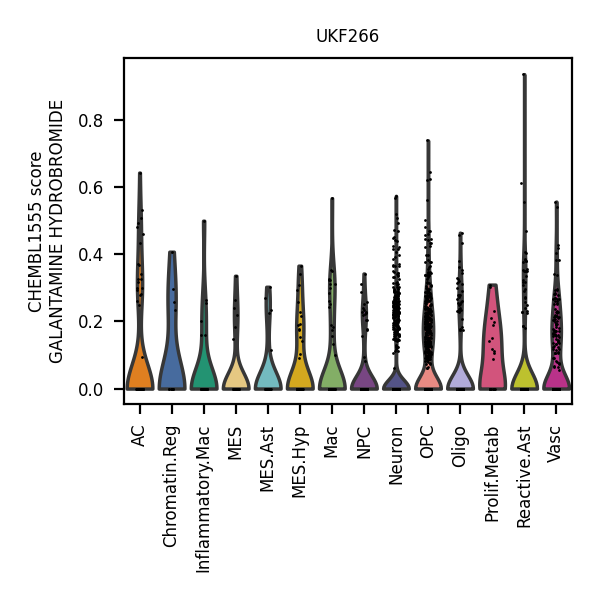 UKF266
CHEMBL1555 score
GALANTAMINE HYDROBROMIDE
0.8
0.6
0.4
0.2
0.0
AC
Chromatin.Reg
Inflammatory.Mac
MES
MES.Ast
MES.Hyp
Mac
NPC
Neuron
OPC
Oligo
Prolif.Metab
Reactive.Ast
Vasc